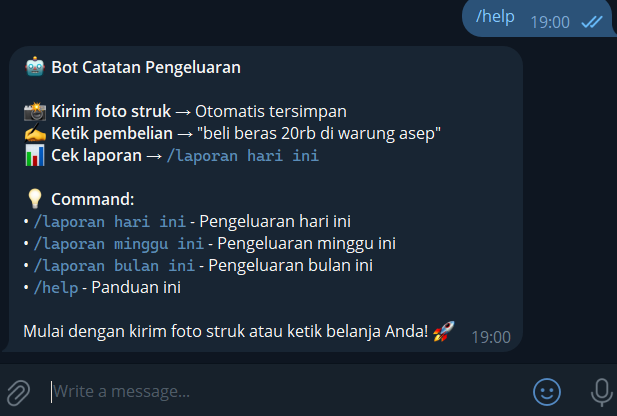 /help 19:00
🤖 Bot Catatan Pengeluaran
📸 Kirim foto struk → Otomatis tersimpan
✍️ Ketik pembelian → "beli beras 20rb di warung asep"
📊 Cek laporan → /laporan hari ini
💡 Command:
• /laporan hari ini - Pengeluaran hari ini
• /laporan minggu ini - Pengeluaran minggu ini
• /laporan bulan ini - Pengeluaran bulan ini
• /help - Panduan ini
Mulai dengan kirim foto struk atau ketik belanja Anda! 🚀 19:00
Write a message...